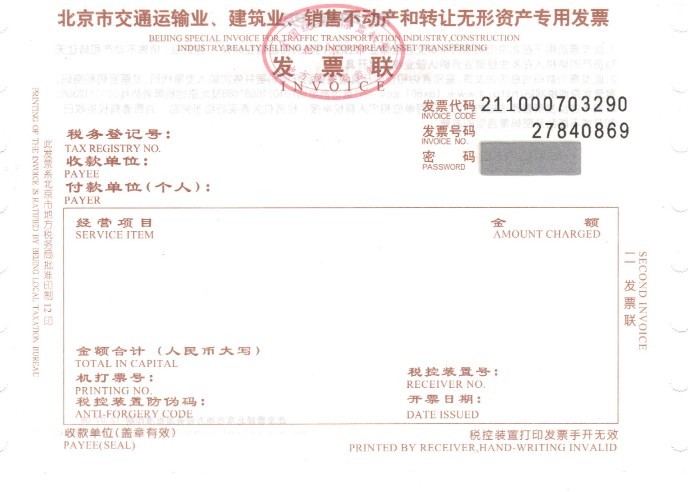 北京市交通运输业、建筑业、销售不动产和转让无形资产专用发票
BEIJING SPECIAL INVOICE FOR TRAFFIC TRANSPORTATION INDUSTRY,CONSTRUCTION
INDUSTRY,REALTY SELLING AND INCORPOREAL ASSET TRANSFERRING
发票联
INVOICE
发票代码 211000703290
INVOICE CODE
发票号码 27840869
INVOICE NO.
密码
PASSWORD
税务登记号：
TAX REGISTRY NO.
收款单位：
PAYEE
付款单位(个人)：
PAYER
经营项目 金额
SERVICE ITEM AMOUNT CHARGED
金额合计（人民币大写）
TOTAL IN CAPITAL
机打票号： 税控装置号：
PRINTING NO. RECEIVER NO.
税控装置防伪码： 开票日期：
ANTI-FORGERY CODE DATE ISSUED
收款单位(盖章有效) 税控装置打印发票手开无效
PAYEE(SEAL) PRINTED BY RECEIVER,HAND-WRITING INVALID
此发票系北京市地方税务局批准印制12印
PRINTING OF THE INVOICE IS RATIFIED BY BEIJING LOCAL TAXATION BUREAU
SECOND INVOICE
二 发票联